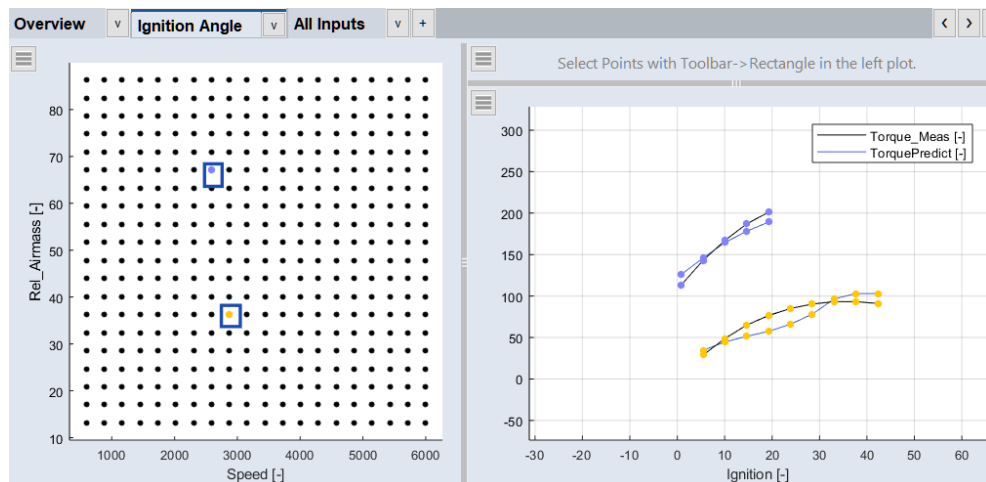 Overview v Ignition Angle v All Inputs v + < >
Select Points with Toolbar->Rectangle in the left plot.
Rel_Airmass [-]
80
70
60
50
40
30
20
10
1000 2000 3000 4000 5000 6000
Speed [-]
Torque_Meas [-]
TorquePredict [-]
300
250
200
150
100
50
0
-50
-30 -20 -10 0 10 20 30 40 50 60
Ignition [-]